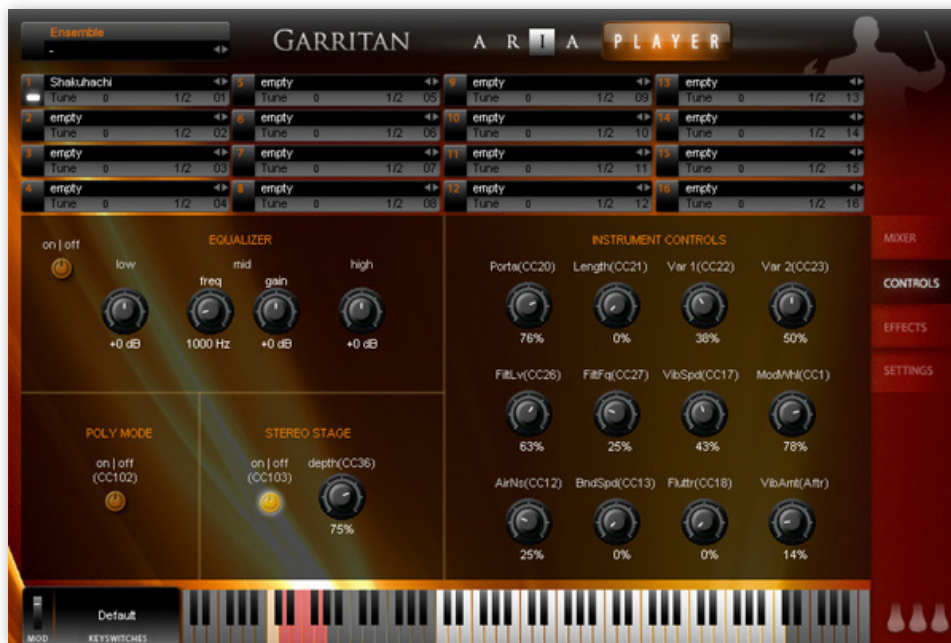 Ensemble
-
GARRITAN ARIA PLAYER
1 Shakuhachi 5 empty 9 empty 13 empty
Tune 0 1/2 01 Tune 0 1/2 05 Tune 0 1/2 09 Tune 0 1/2 13
2 empty 6 empty 10 empty 14 empty
Tune 0 1/2 02 Tune 0 1/2 06 Tune 0 1/2 10 Tune 0 1/2 14
3 empty 7 empty 11 empty 15 empty
Tune 0 1/2 03 Tune 0 1/2 07 Tune 0 1/2 11 Tune 0 1/2 15
4 empty 8 empty 12 empty 16 empty
Tune 0 1/2 04 Tune 0 1/2 08 Tune 0 1/2 12 Tune 0 1/2 16
EQUALIZER
on | off
low mid high
freq gain
+0 dB 1000 Hz +0 dB +0 dB
POLY MODE
on | off
(CC102)
STEREO STAGE
on | off depth(CC36)
(CC103)
75%
INSTRUMENT CONTROLS
Porta(CC20) Length(CC21) Var 1(CC22) Var 2(CC23)
76% 0% 38% 50%
FiltLv(CC26) FiltFq(CC27) VibSpd(CC17) ModWhl(CC1)
63% 25% 43% 78%
AirNs(CC12) BndSpd(CC13) Fluttr(CC18) VibAmt(Aftr)
25% 0% 0% 14%
MIXER
CONTROLS
EFFECTS
SETTINGS
Default
MOD KEYSWITCHES